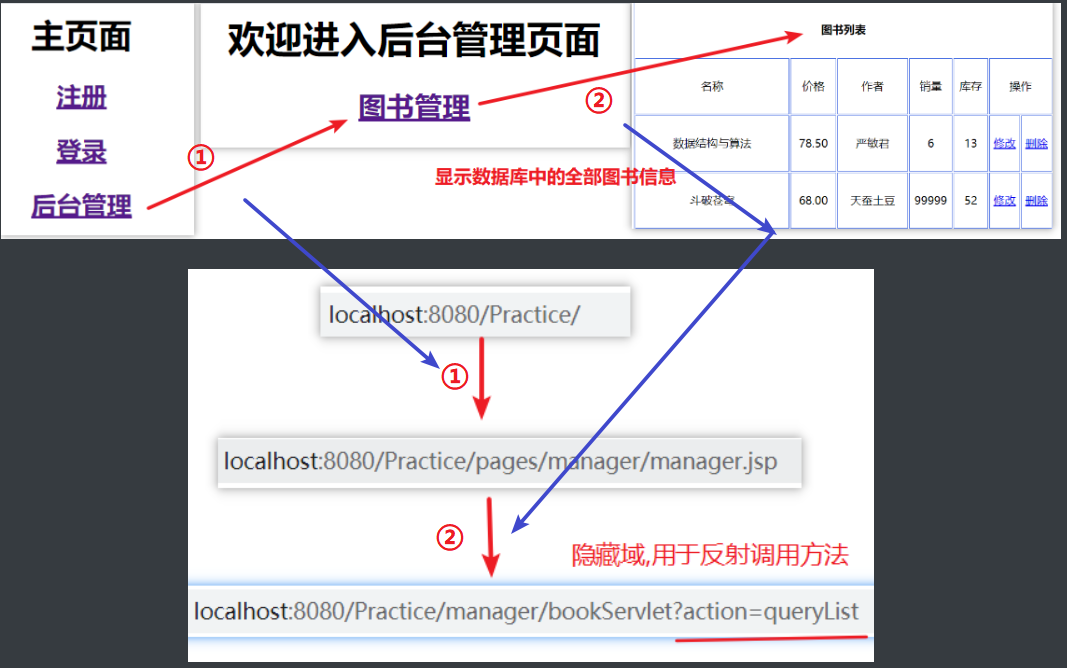 主页面
注册
登录
后台管理
①
欢迎进入后台管理页面
图书管理
②
显示数据库中的全部图书信息
图书列表
名称 价格 作者 销量 库存 操作
数据结构与算法 78.50 严敏君 6 13 修改 删除
斗破苍穹 68.00 天蚕土豆 99999 52 修改 删除
localhost:8080/Practice/
①
localhost:8080/Practice/pages/manager/manager.jsp
②
隐藏域,用于反射调用方法
localhost:8080/Practice/manager/bookServlet?action=queryList